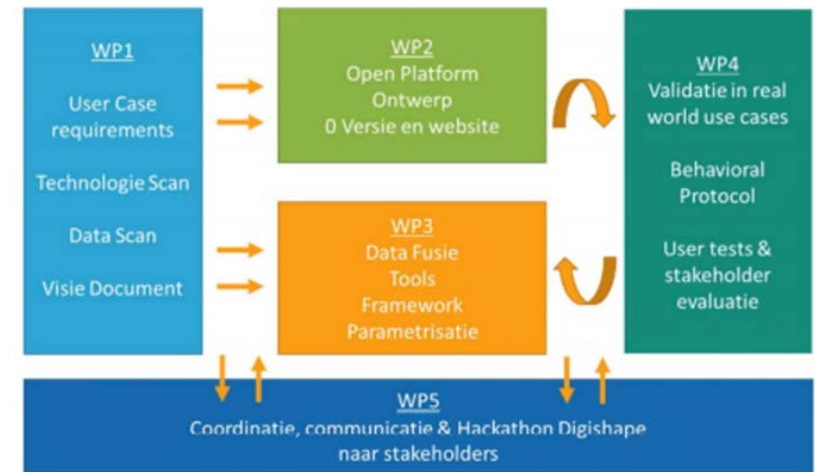 WP1
User Case
requirements
Technologie Scan
Data Scan
Visie Document
WP2
Open Platform
Ontwerp
0 Versie en website
WP3
Data Fusie
Tools
Framework
Parametrisatie
WP4
Validatie in real
world use cases
Behavioral
Protocol
User tests &
stakeholder
evaluatie
WP5
Coordinatie, communicatie & Hackathon Digishape
naar stakeholders